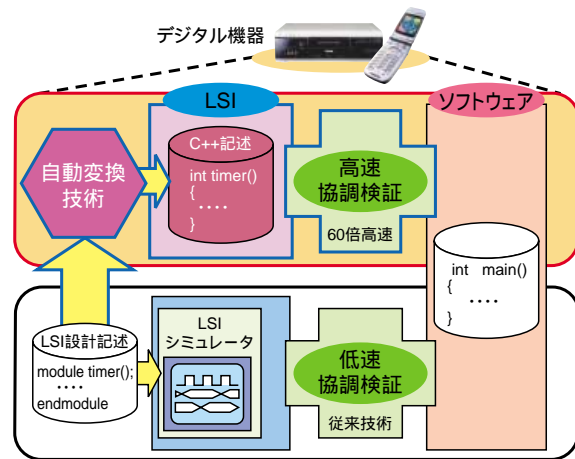 デジタル機器
LSI
ソフトウェア
C++記述
int timer()
{
‥‥
}
自動変換
技術
高速
協調検証
60倍高速
int main()
{
‥‥
}
LSI設計記述
module timer();
‥‥
endmodule
LSI
シミュレータ
低速
協調検証
従来技術